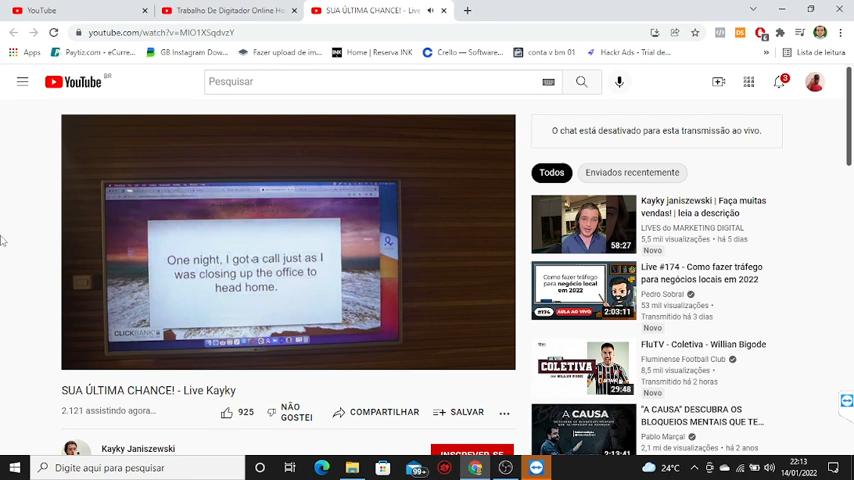 YouTube
Trabalho De Digitador Online Ho
SUA ÚLTIMA CHANCE! - Live
youtube.com/watch?v=MIO1XSqdvzY
Apps
Paytiz.com - eCurre...
GB Instagram Down...
Fazer upload de ima...
INK
Home | Reserva INK
Crello — Software...
conta v bm 01
Hackr Ads - Trial de...
»
Lista de leitura
YouTube BR
Pesquisar
3
One night, I got a call just as I
was closing up the office to
head home.
CLICKBANK
O chat está desativado para esta transmissão ao vivo.
Todos
Enviados recentemente
Kayky janiszewski | Faça muitas
vendas! | leia a descrição
LIVES do MARKETING DIGITAL
5,5 mil visualizações • há 5 dias
Novo
58:27
Live #174 - Como fazer tráfego
para negócios locais em 2022
Pedro Sobral
53 mil visualizações •
Transmitido há 3 dias
Novo
Como fazer tráfego
para negócio local
em 2022
#174
AULA AO VIVO
2:03:11
FluTV - Coletiva - Willian Bigode
Fluminense Football Club
8,5 mil visualizações •
Transmitido há 2 horas
Novo
COLETIVA
29:48
"A CAUSA" DESCUBRA OS
BLOQUEIOS MENTAIS QUE TE...
Pablo Marçal
2,1 mi de visualizações • há 2 anos
A CAUSA
2:13:41
SUA ÚLTIMA CHANCE! - Live Kayky
2.121 assistindo agora...
925
NÃO
GOSTEI
COMPARTILHAR
SALVAR
Kayky Janiszewski
INSCREVER-SE
Digite aqui para pesquisar
99+
24°C
22:13
14/01/2022